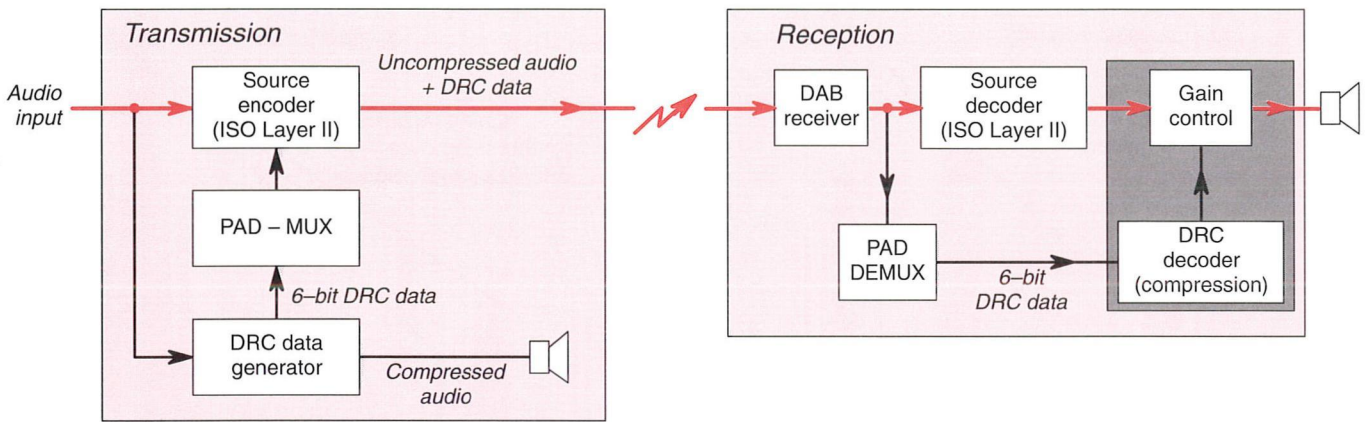 Transmission
Audio
input
Source
encoder
(ISO Layer II)
Uncompressed audio
+ DRC data
PAD – MUX
6–bit DRC data
DRC data
generator
Compressed
audio
Reception
DAB
receiver
Source
decoder
(ISO Layer II)
Gain
control
PAD
DEMUX
6–bit
DRC data
DRC
decoder
(compression)